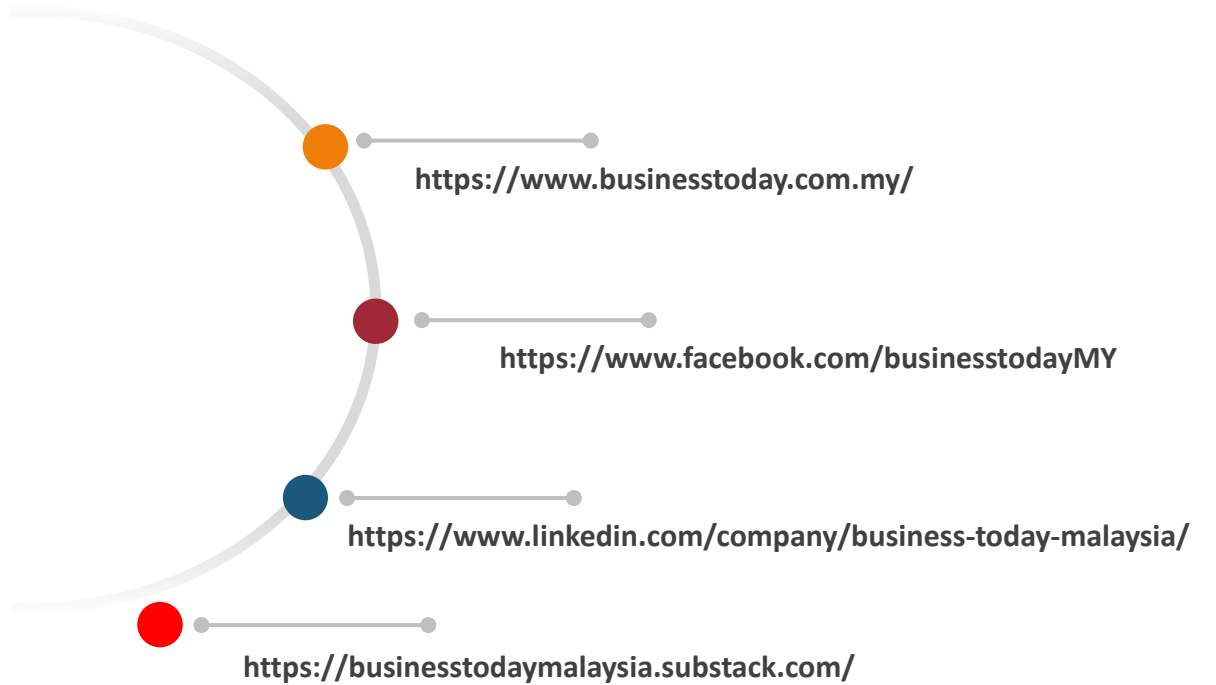 https://www.businesstoday.com.my/
https://www.facebook.com/businesstodayMY
https://www.linkedin.com/company/business-today-malaysia/
https://businesstodaymalaysia.substack.com/